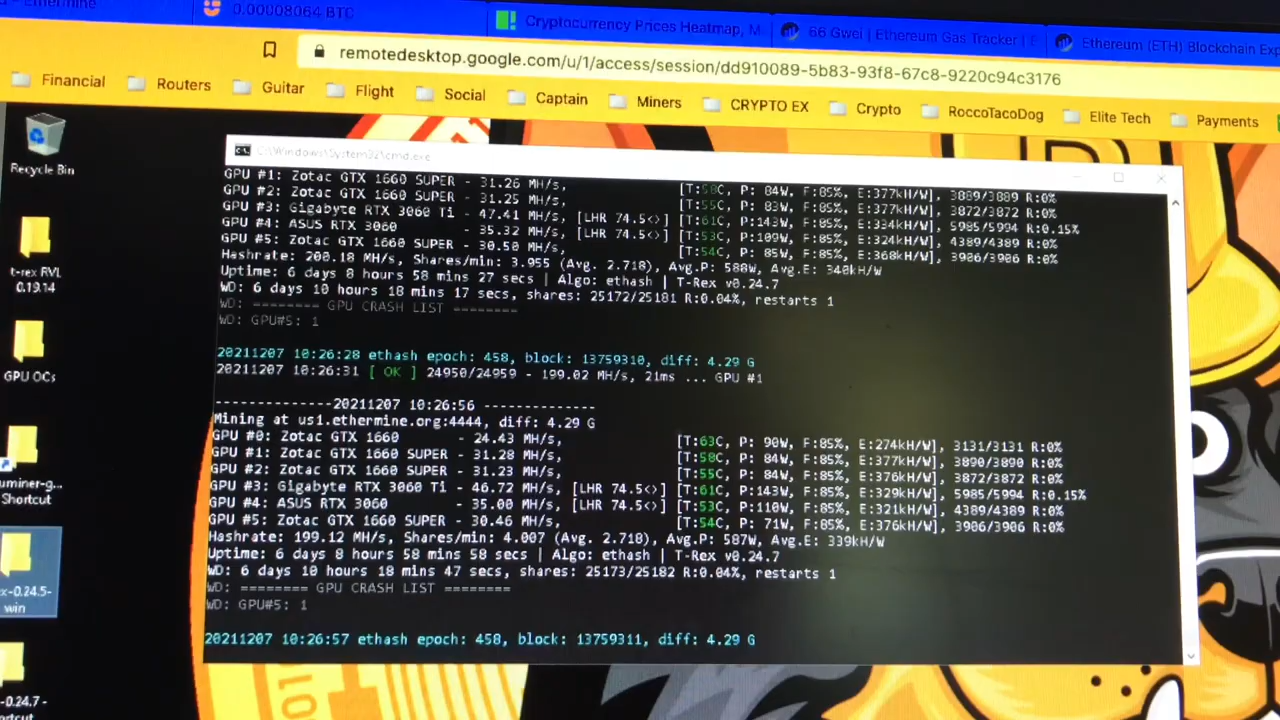 Ethermine
0.00008064 BTC
Cryptocurrency Prices Heatmap, M
66 Gwei | Ethereum Gas Tracker | E
Ethereum (ETH) Blockchain Exp
remotedesktop.google.com/u/1/access/session/dd910089-5b83-93f8-67c8-9220c94c3176
Financial
Routers
Guitar
Flight
Social
Captain
Miners
CRYPTO EX
Crypto
RoccoTacoDog
Elite Tech
Payments
Recycle Bin
t-rex RVL
0.19.14
GPU OCs
uminer-g...
Shortcut
x-0.24.5-
win
-0.24.7 -
C:\Windows\System32\cmd.exe
GPU #1: Zotac GTX 1660 SUPER - 31.26 MH/s, [T:58C, P: 84W, F:85%, E:377kH/W], 3889/3889 R:0%
GPU #2: Zotac GTX 1660 SUPER - 31.25 MH/s, [T:55C, P: 83W, F:85%, E:377kH/W], 3872/3872 R:0%
GPU #3: Gigabyte RTX 3060 Ti - 47.41 MH/s, [LHR 74.5<>] [T:61C, P:143W, F:85%, E:334kH/W], 5985/5994 R:0.15%
GPU #4: ASUS RTX 3060 - 35.32 MH/s, [LHR 74.5<>] [T:53C, P:109W, F:85%, E:324kH/W], 4389/4389 R:0%
GPU #5: Zotac GTX 1660 SUPER - 30.50 MH/s, [T:54C, P: 85W, F:85%, E:368kH/W], 3906/3906 R:0%
Hashrate: 200.18 MH/s, Shares/min: 3.955 (Avg. 2.718), Avg.P: 588W, Avg.E: 340kH/W
Uptime: 6 days 8 hours 58 mins 27 secs | Algo: ethash | T-Rex v0.24.7
WD: 6 days 10 hours 18 mins 17 secs, shares: 25172/25181 R:0.04%, restarts 1
WD: ======== GPU CRASH LIST ========
WD: GPU#5: 1
20211207 10:26:28 ethash epoch: 458, block: 13759310, diff: 4.29 G
20211207 10:26:31 [ OK ] 24950/24959 - 199.02 MH/s, 21ms ... GPU #1
--------------20211207 10:26:56 --------------
Mining at us1.ethermine.org:4444, diff: 4.29 G
GPU #0: Zotac GTX 1660 - 24.43 MH/s, [T:63C, P: 90W, F:85%, E:274kH/W], 3131/3131 R:0%
GPU #1: Zotac GTX 1660 SUPER - 31.28 MH/s, [T:58C, P: 84W, F:85%, E:377kH/W], 3890/3890 R:0%
GPU #2: Zotac GTX 1660 SUPER - 31.23 MH/s, [T:55C, P: 84W, F:85%, E:376kH/W], 3872/3872 R:0%
GPU #3: Gigabyte RTX 3060 Ti - 46.72 MH/s, [LHR 74.5<>] [T:61C, P:143W, F:85%, E:329kH/W], 5985/5994 R:0.15%
GPU #4: ASUS RTX 3060 - 35.00 MH/s, [LHR 74.5<>] [T:53C, P:110W, F:85%, E:321kH/W], 4389/4389 R:0%
GPU #5: Zotac GTX 1660 SUPER - 30.46 MH/s, [T:54C, P: 71W, F:85%, E:376kH/W], 3906/3906 R:0%
Hashrate: 199.12 MH/s, Shares/min: 4.007 (Avg. 2.718), Avg.P: 587W, Avg.E: 339kH/W
Uptime: 6 days 8 hours 58 mins 58 secs | Algo: ethash | T-Rex v0.24.7
WD: 6 days 10 hours 18 mins 47 secs, shares: 25173/25182 R:0.04%, restarts 1
WD: ======== GPU CRASH LIST ========
WD: GPU#5: 1
20211207 10:26:57 ethash epoch: 458, block: 13759311, diff: 4.29 G